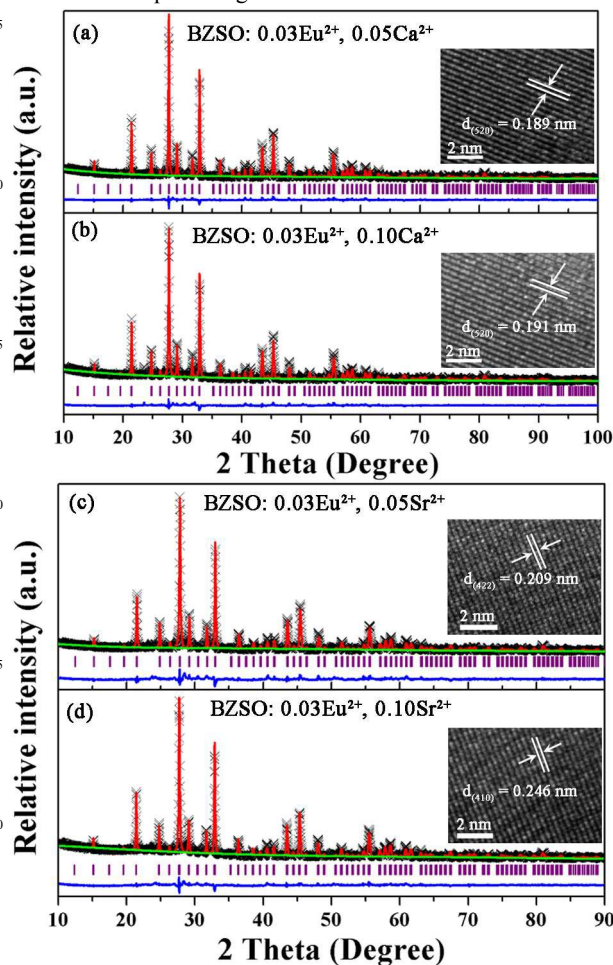 (a)
BZSO: 0.03Eu²⁺, 0.05Ca²⁺
d₍₅₂₀₎ = 0.189 nm
2 nm
(b)
BZSO: 0.03Eu²⁺, 0.10Ca²⁺
d₍₅₂₀₎ = 0.191 nm
2 nm
Relative intensity (a.u.)
10 20 30 40 50 60 70 80 90 100
2 Theta (Degree)
(c)
BZSO: 0.03Eu²⁺, 0.05Sr²⁺
d₍₄₂₂₎ = 0.209 nm
2 nm
(d)
BZSO: 0.03Eu²⁺, 0.10Sr²⁺
d₍₄₁₀₎ = 0.246 nm
2 nm
Relative intensity (a.u.)
10 20 30 40 50 60 70 80 90
2 Theta (Degree)